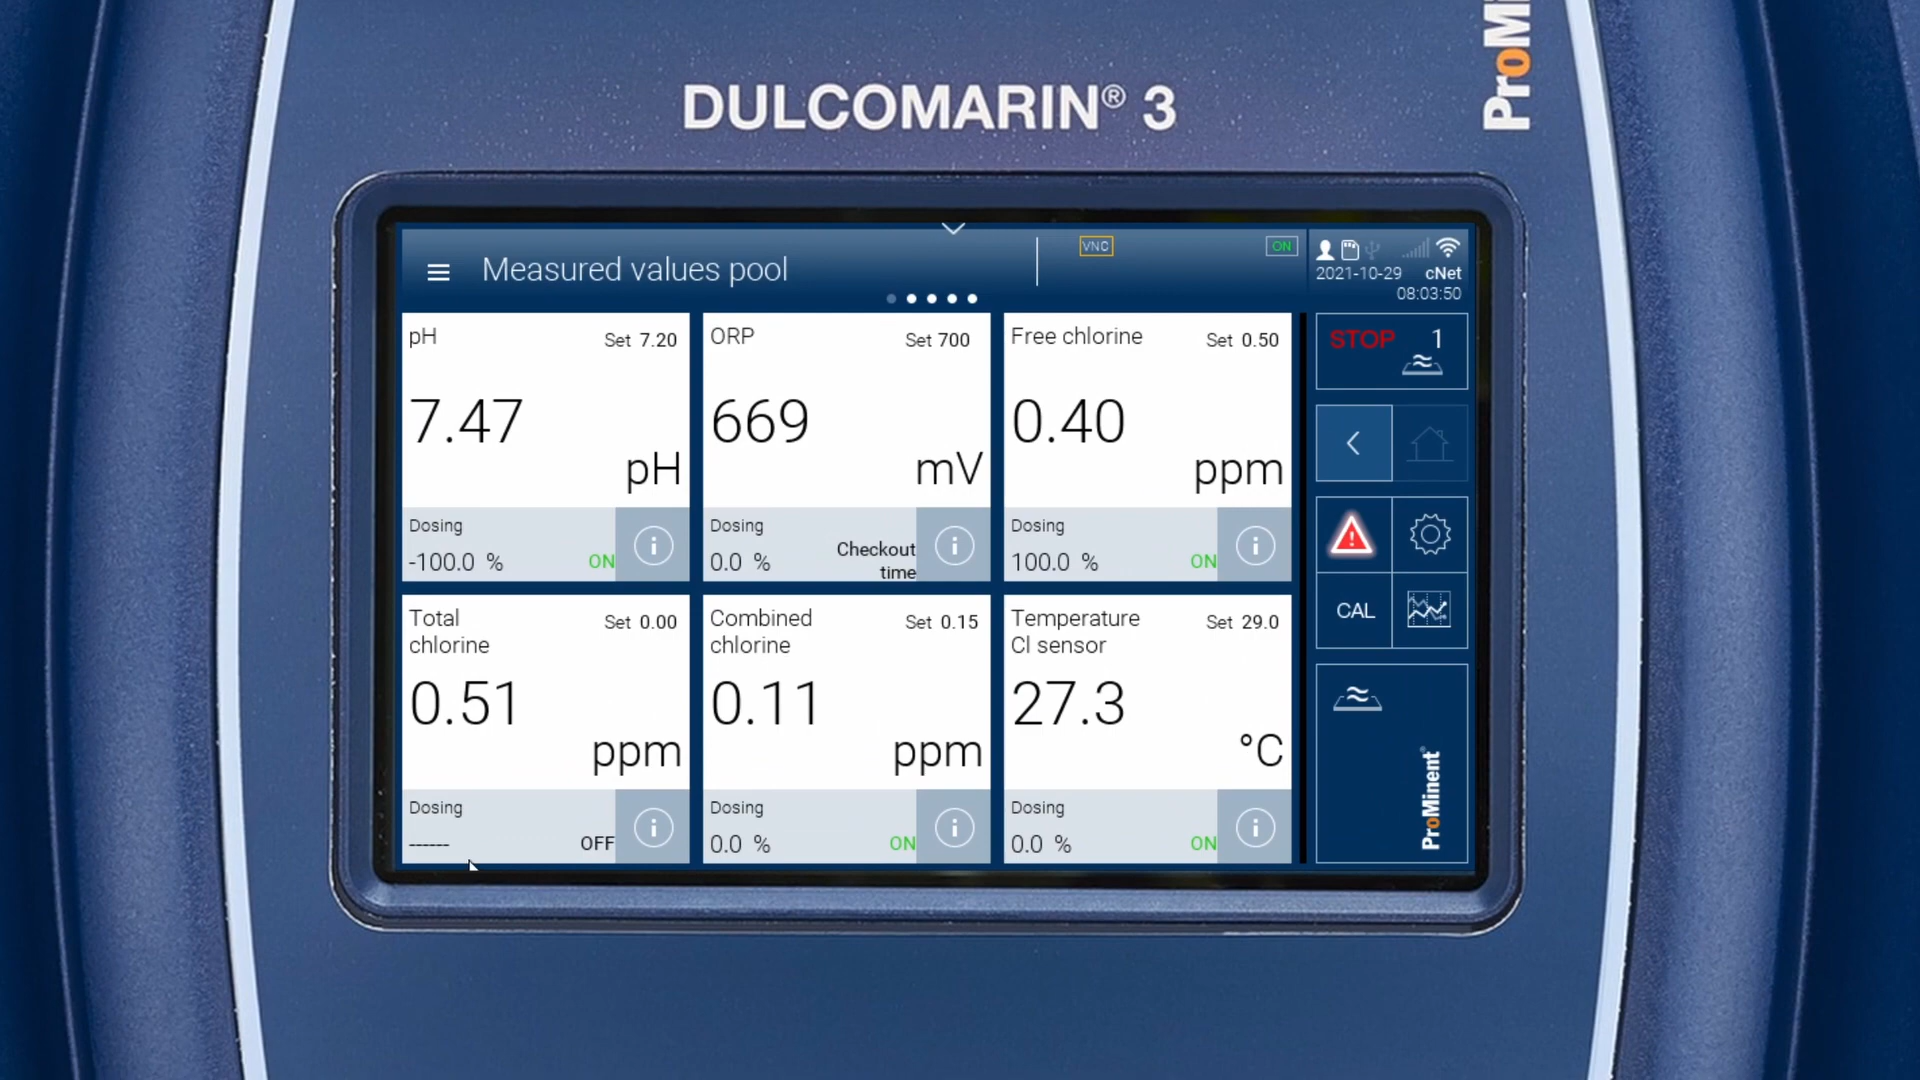 ProMi
DULCOMARIN® 3
Measured values pool
VNC
ON
2021-10-29 cNet
08:03:50
pH Set 7.20
7.47
pH
Dosing
-100.0 % ON
ORP Set 700
669
mV
Dosing
0.0 % Checkout
time
Free chlorine Set 0.50
0.40
ppm
Dosing
100.0 % ON
Total
chlorine
Set 0.00
0.51
ppm
Dosing
------ OFF
Combined
chlorine
Set 0.15
0.11
ppm
Dosing
0.0 % ON
Temperature
Cl sensor
Set 29.0
27.3
°C
Dosing
0.0 % ON
STOP 1
CAL
ProMinent®